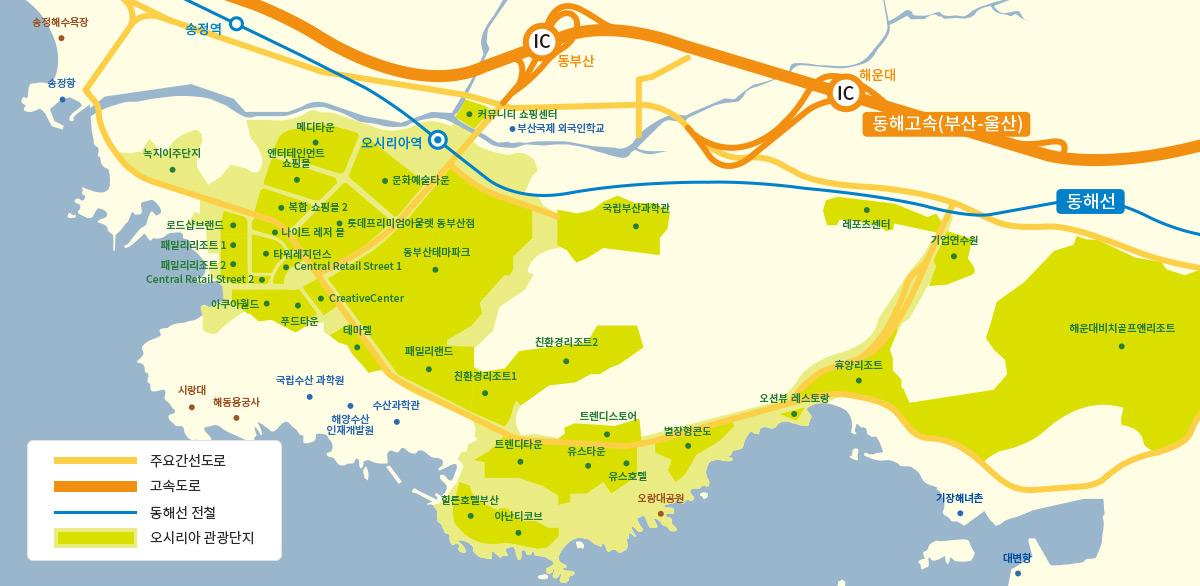 송정해수욕장
송정역
IC
동부산
송정항
해운대
IC
커뮤니티 쇼핑센터
동해고속(부산-울산)
메디타운
부산국제 외국인학교
오시리아역
녹지이주단지
엔터테인먼트
쇼핑몰
문화예술타운
동해선
복합 쇼핑몰 2
국립부산과학관
로드샵브랜드
롯데프리미엄아울렛 동부산점
레포츠센터
나이트 레저 몰
패밀리리조트 1
기업연수원
타워레지던스
동부산테마파크
패밀리리조트 2
Central Retail Street 1
Central Retail Street 2
아쿠아월드
CreativeCenter
푸드타운
테마텔
해운대비치골프앤리조트
친환경리조트2
패밀리랜드
휴양리조트
친환경리조트1
국립수산 과학원
시랑대
해동용궁사
수산과학관
오션뷰 레스토랑
해양수산
인재개발원
트렌디스토어
별장형콘도
트렌디타운
유스타운
유스호텔
주요간선도로
고속도로
동해선 전철
오시리아 관광단지
힐튼호텔부산
오랑대공원
기장해녀촌
아난티코브
대변항